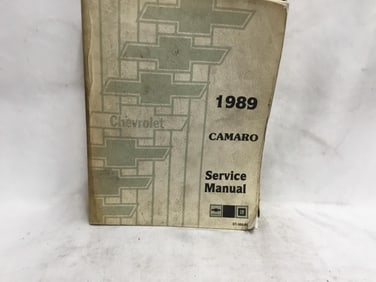 1989
Chevrolet
CAMARO
Service
Manual